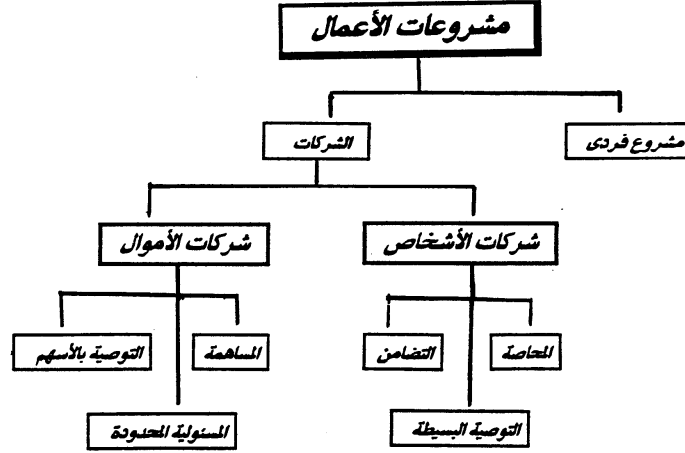 مشروعات الأعمال
مشروع فردى
الشركات
شركات الأشخاص
شركات الأموال
المحاصة
التضامن
المساهمة
التوصية بالأسهم
التوصية البسيطة
المسئولية المحدودة